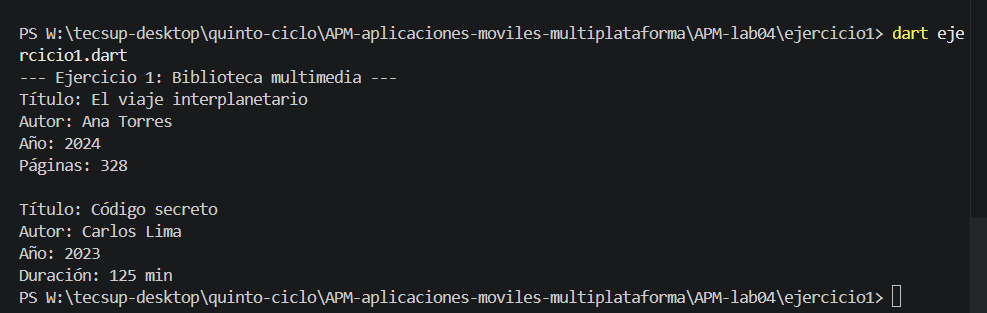 PS W:\tecsup-desktop\quinto-ciclo\APM-aplicaciones-moviles-multiplataforma\APM-lab04\ejercicio1> dart eje
rcicio1.dart
--- Ejercicio 1: Biblioteca multimedia ---
Título: El viaje interplanetario
Autor: Ana Torres
Año: 2024
Páginas: 328

Título: Código secreto
Autor: Carlos Lima
Año: 2023
Duración: 125 min
PS W:\tecsup-desktop\quinto-ciclo\APM-aplicaciones-moviles-multiplataforma\APM-lab04\ejercicio1>